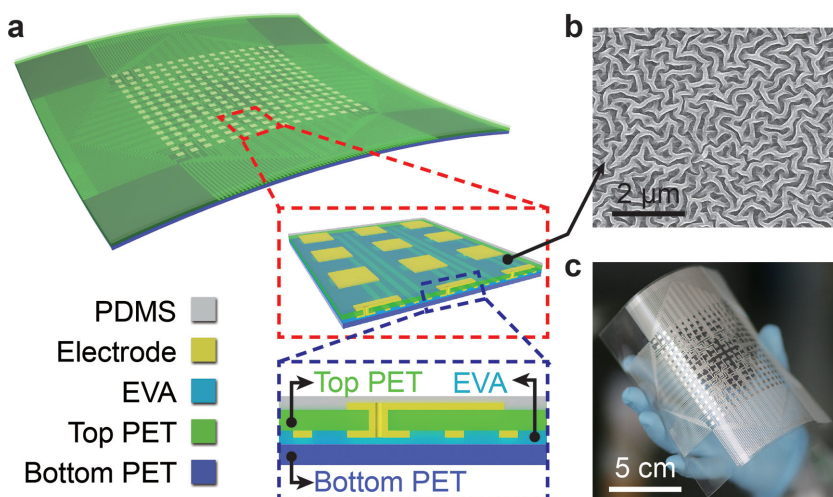 a
b
2 μm
c
5 cm
PDMS
Electrode
EVA
Top PET
Bottom PET
Top PET
EVA
Bottom PET